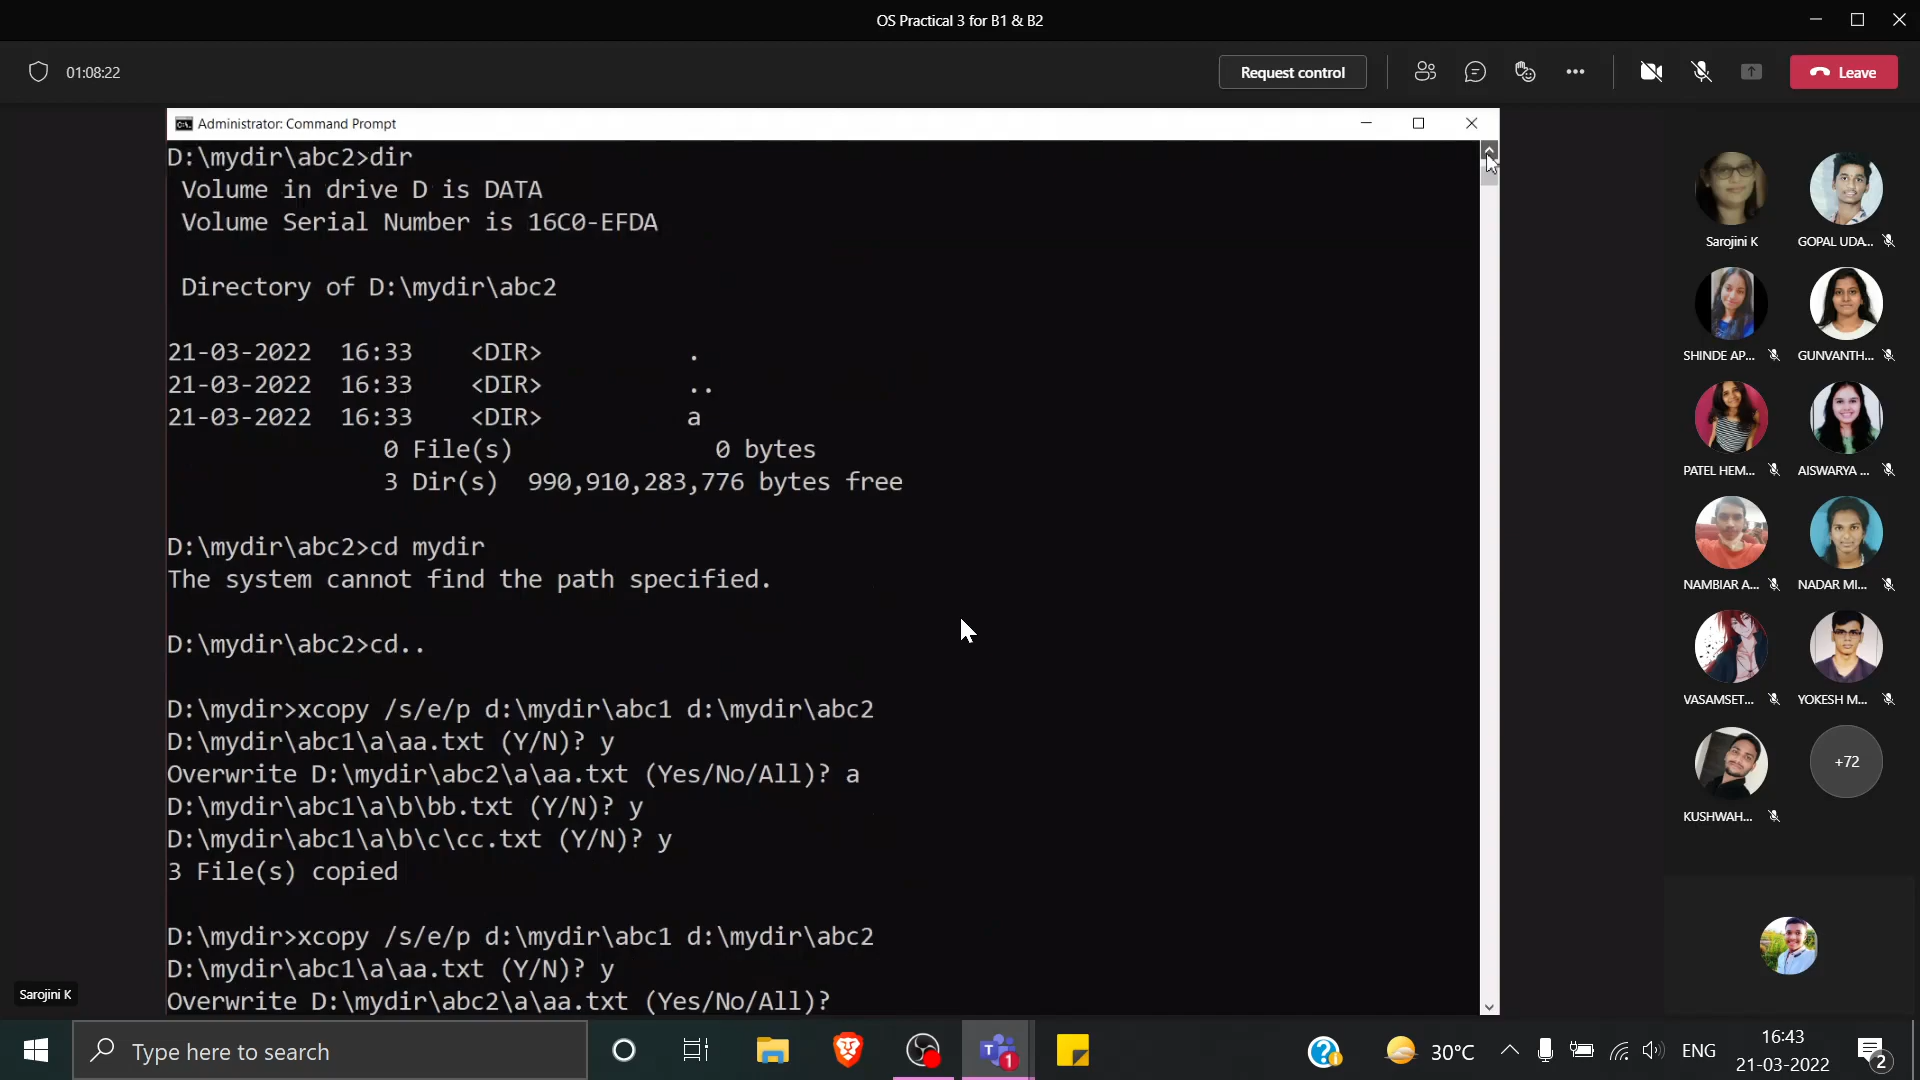 OS Practical 3 for B1 & B2
01:08:22
Request control
Leave
Administrator: Command Prompt
D:\mydir\abc2>dir
Volume in drive D is DATA
Volume Serial Number is 16C0-EFDA
Directory of D:\mydir\abc2
21-03-2022 16:33 <DIR> .
21-03-2022 16:33 <DIR> ..
21-03-2022 16:33 <DIR> a
0 File(s) 0 bytes
3 Dir(s) 990,910,283,776 bytes free
D:\mydir\abc2>cd mydir
The system cannot find the path specified.
D:\mydir\abc2>cd..
D:\mydir>xcopy /s/e/p d:\mydir\abc1 d:\mydir\abc2
D:\mydir\abc1\a\aa.txt (Y/N)? y
Overwrite D:\mydir\abc2\a\aa.txt (Yes/No/All)? a
D:\mydir\abc1\a\b\bb.txt (Y/N)? y
D:\mydir\abc1\a\b\c\cc.txt (Y/N)? y
3 File(s) copied
D:\mydir>xcopy /s/e/p d:\mydir\abc1 d:\mydir\abc2
D:\mydir\abc1\a\aa.txt (Y/N)? y
Overwrite D:\mydir\abc2\a\aa.txt (Yes/No/All)?
Sarojini K
GOPAL UDA...
SHINDE AP...
GUNVANTH...
PATEL HEM...
AISWARYA ...
NAMBIAR A...
NADAR MI...
VASAMSET...
YOKESH M...
KUSHWAH...
+72
Sarojini K
Type here to search
1
30°C
ENG
16:43
21-03-2022
2